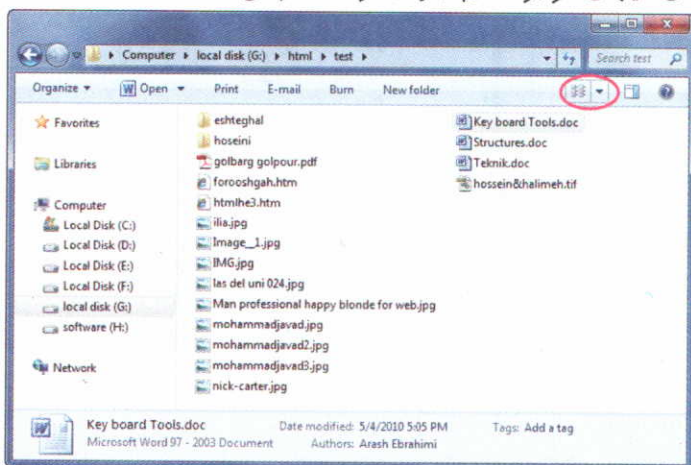 Computer local disk (G:) html test Search test
Organize Open Print E-mail Burn New folder
Favorites
Libraries
Computer
Local Disk (C:)
Local Disk (D:)
Local Disk (E:)
Local Disk (F:)
local disk (G:)
software (H:)
Network
eshteghal
hoseini
golbarg golpour.pdf
forooshgah.htm
htmlhe3.htm
ilia.jpg
Image__1.jpg
IMG.jpg
las del uni 024.jpg
Man professional happy blonde for web.jpg
mohammadjavad.jpg
mohammadjavad2.jpg
mohammadjavad3.jpg
nick-carter.jpg
Key board Tools.doc
Structures.doc
Teknik.doc
hossein&halimeh.tif
Key board Tools.doc Date modified: 5/4/2010 5:05 PM Tags: Add a tag
Microsoft Word 97 - 2003 Document Authors: Arash Ebrahimi